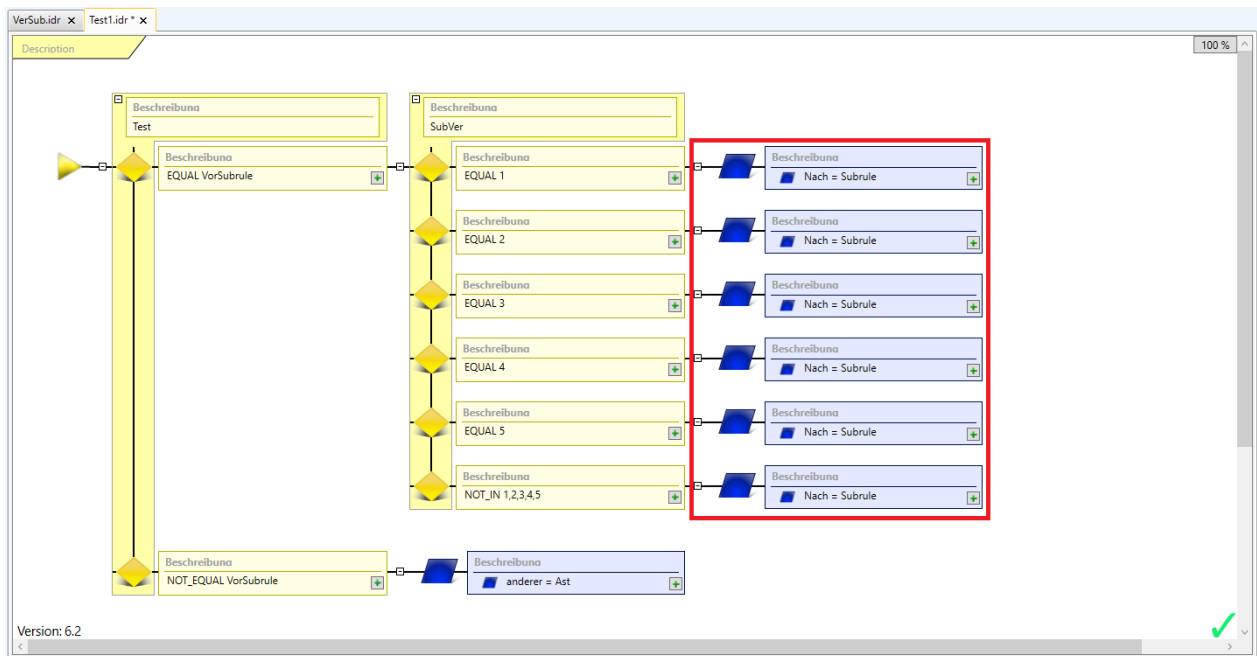 VerSub.idr x Test1.idr * x
Description
100 %
Beschreibung
Test
Beschreibung
SubVer
Beschreibung
EQUAL VorSubrule
Beschreibung
EQUAL 1
Beschreibung
Nach = Subrule
Beschreibung
EQUAL 2
Beschreibung
Nach = Subrule
Beschreibung
EQUAL 3
Beschreibung
Nach = Subrule
Beschreibung
EQUAL 4
Beschreibung
Nach = Subrule
Beschreibung
EQUAL 5
Beschreibung
Nach = Subrule
Beschreibung
NOT_IN 1,2,3,4,5
Beschreibung
Nach = Subrule
Beschreibung
NOT_EQUAL VorSubrule
Beschreibung
anderer = Ast
Version: 6.2